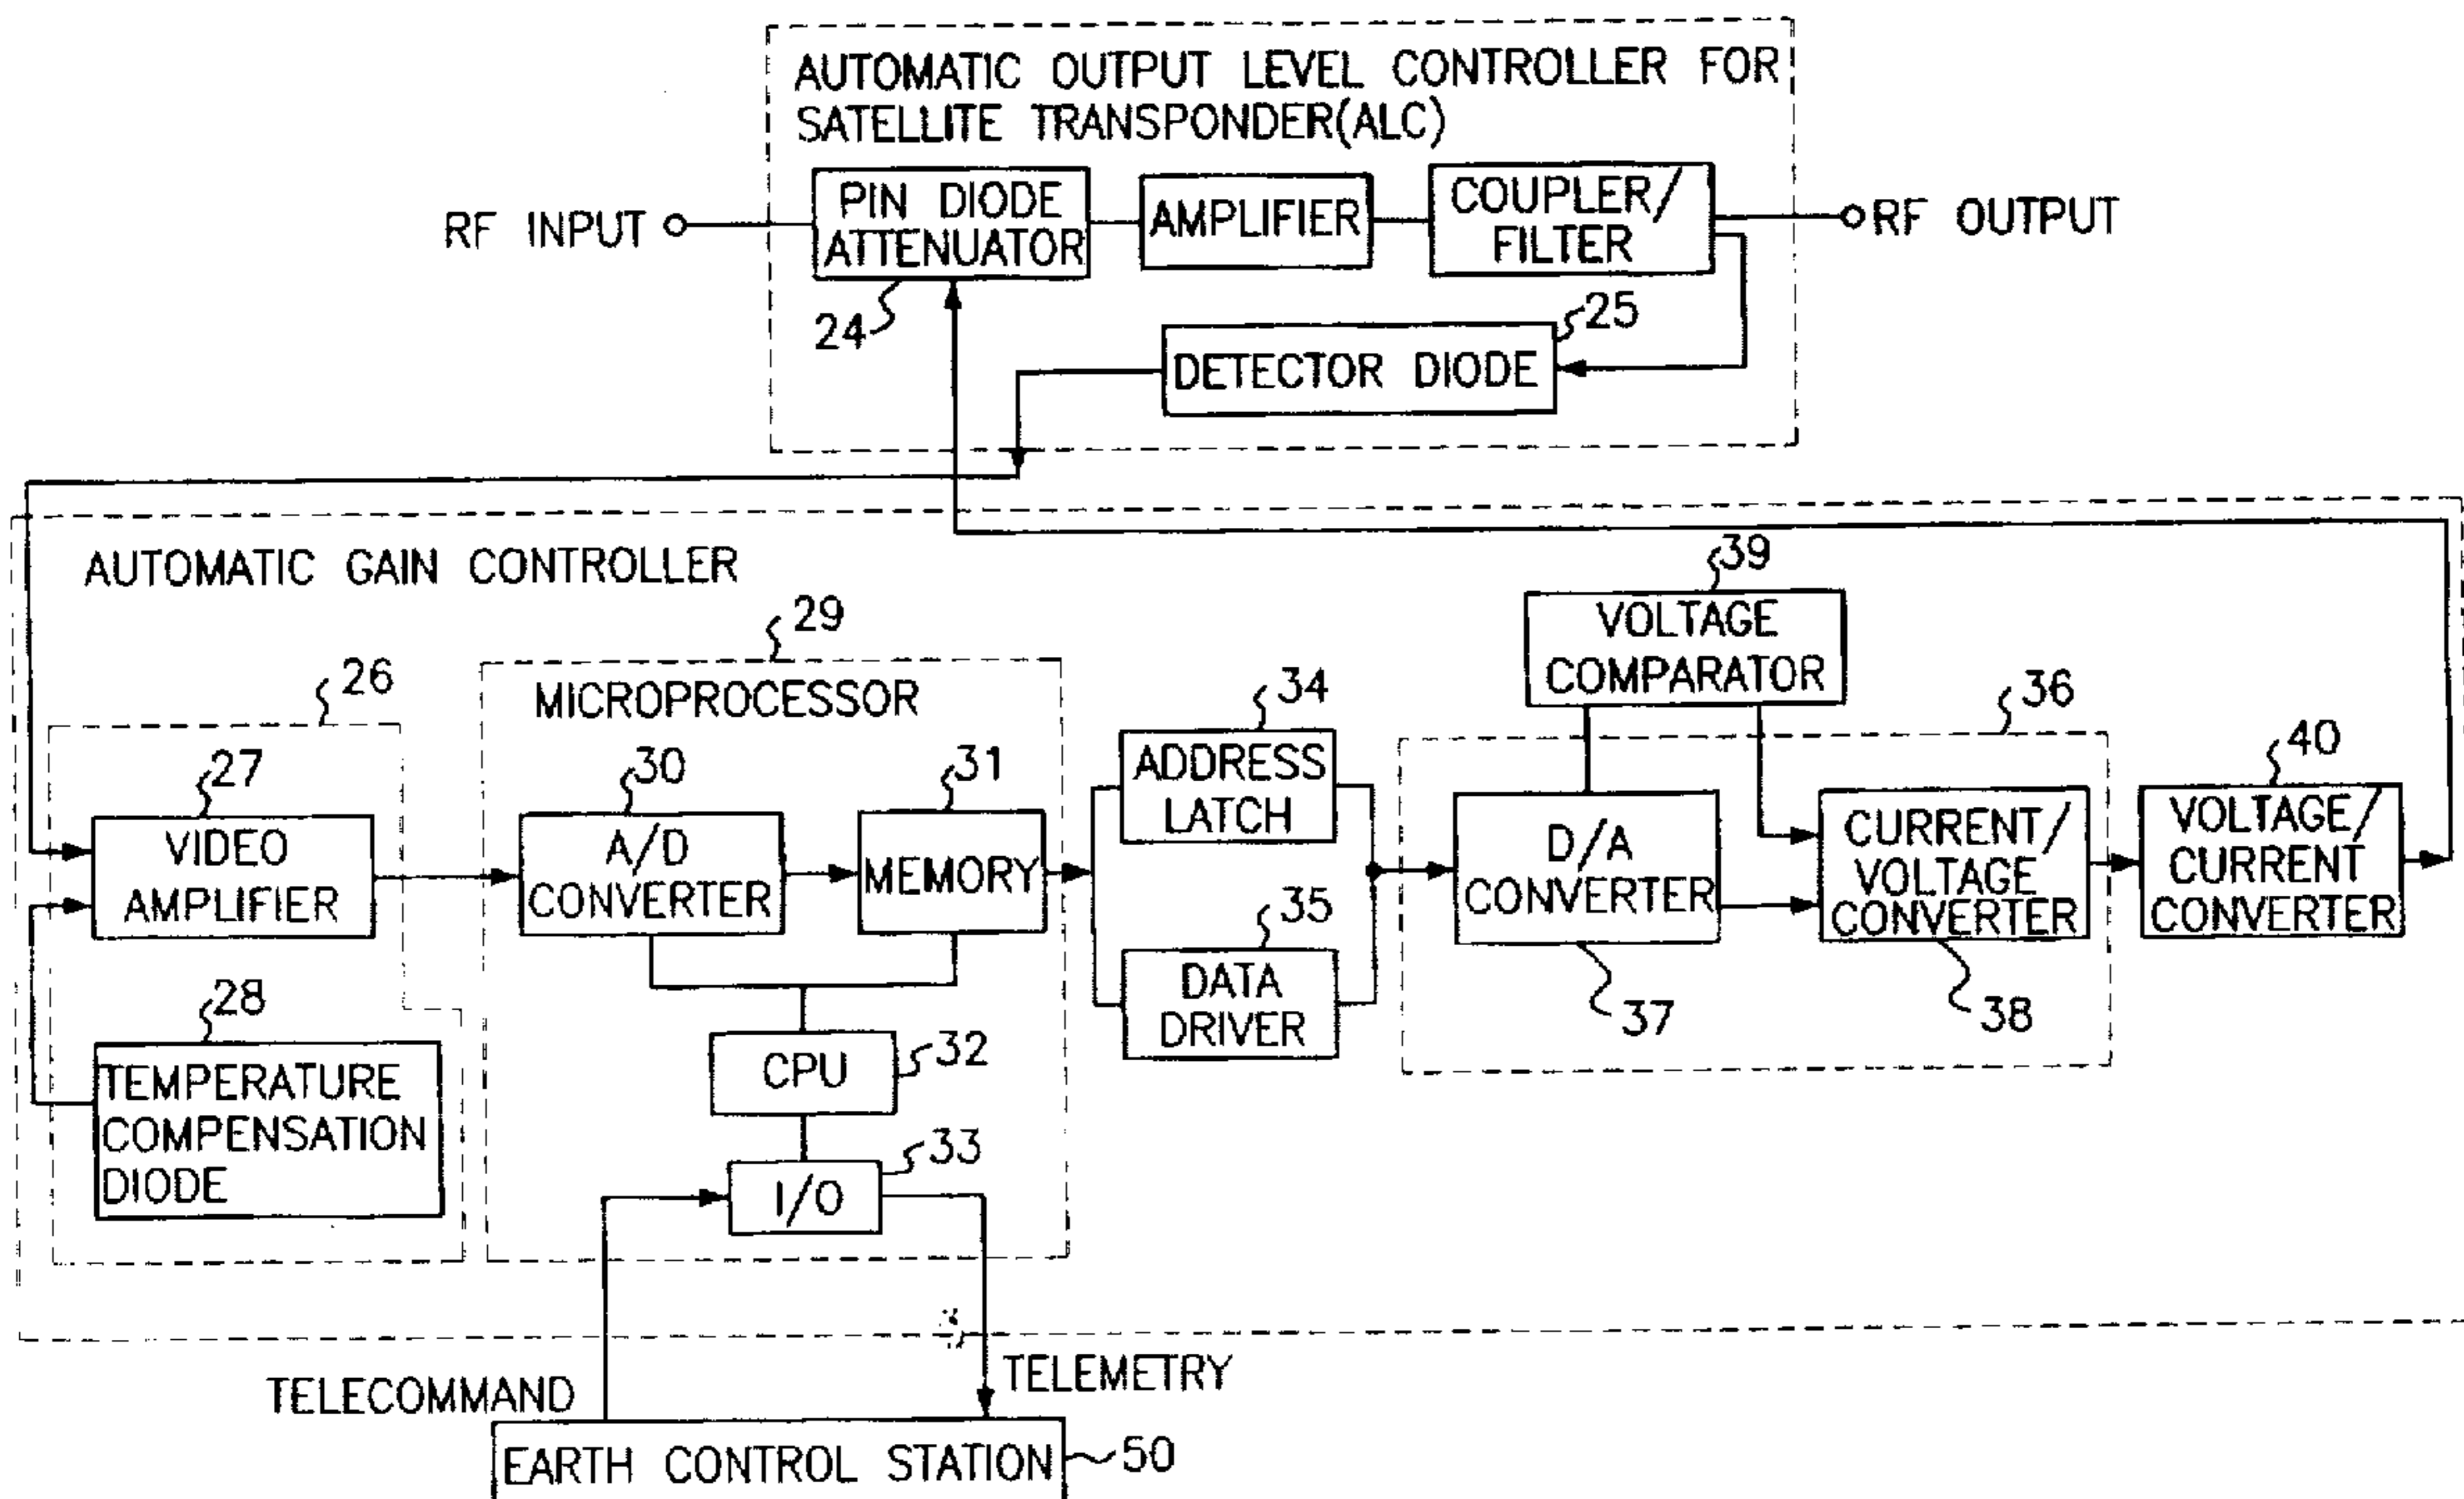 AUTOMATIC OUTPUT LEVEL CONTROLLER FOR
SATELLITE TRANSPONDER(ALC)
RF INPUT
PIN DIODE
ATTENUATOR
24
AMPLIFIER
COUPLER/
FILTER
RF OUTPUT
25
DETECTOR DIODE
AUTOMATIC GAIN CONTROLLER
26
27
VIDEO
AMPLIFIER
28
TEMPERATURE
COMPENSATION
DIODE
29
MICROPROCESSOR
30
A/D
CONVERTER
31
MEMORY
CPU
32
I/O
33
34
ADDRESS
LATCH
35
DATA
DRIVER
39
VOLTAGE
COMPARATOR
36
D/A
CONVERTER
37
CURRENT/
VOLTAGE
CONVERTER
38
40
VOLTAGE/
CURRENT
CONVERTER
TELECOMMAND
TELEMETRY
EARTH CONTROL STATION
50